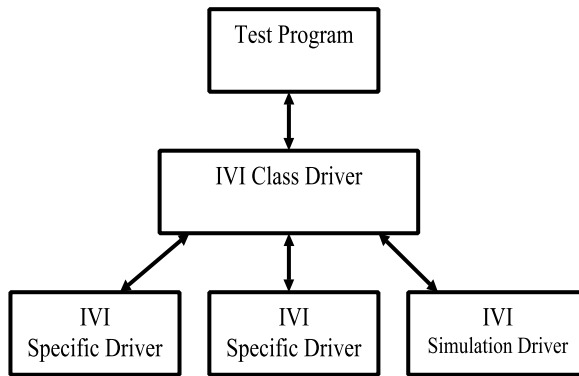 Test Program
IVI Class Driver
IVI
Specific Driver
IVI
Specific Driver
IVI
Simulation Driver